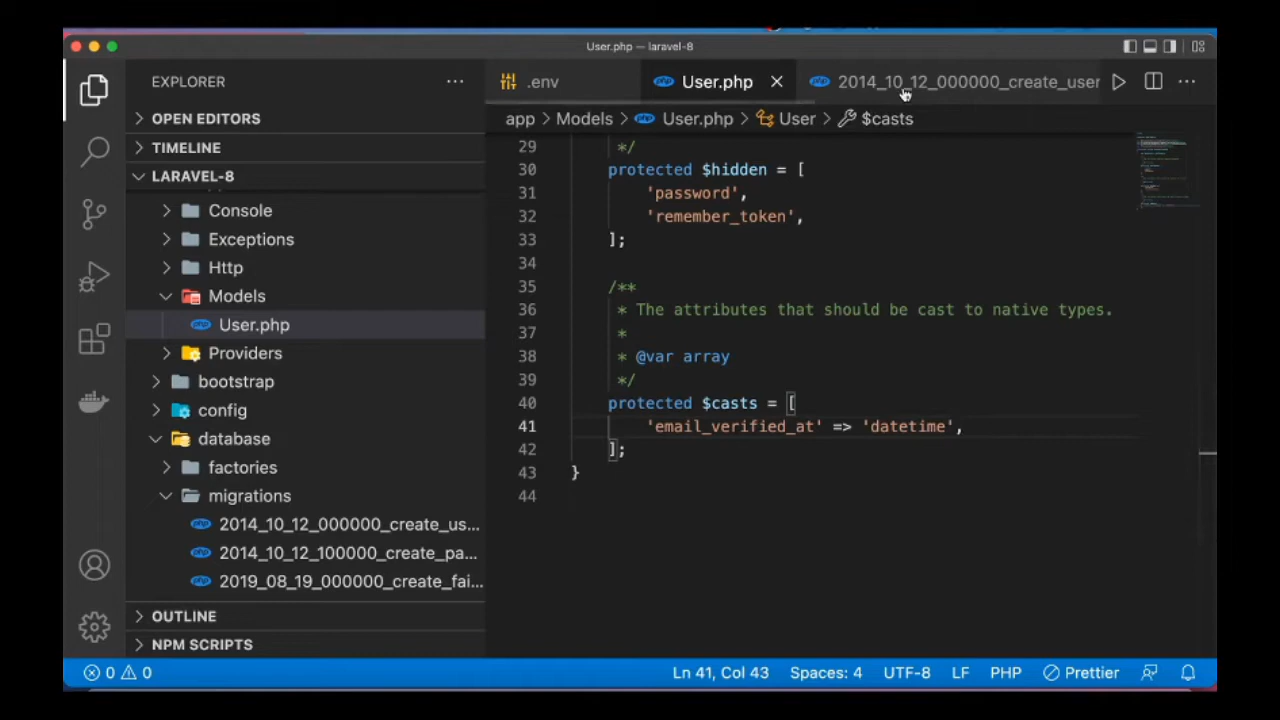 User.php — laravel-8
EXPLORER
OPEN EDITORS
TIMELINE
LARAVEL-8
Console
Exceptions
Http
Models
User.php
Providers
bootstrap
config
database
factories
migrations
2014_10_12_000000_create_us...
2014_10_12_100000_create_pa...
2019_08_19_000000_create_fai...
OUTLINE
NPM SCRIPTS
.env
php User.php
php 2014_10_12_000000_create_user
app > Models > php User.php > User > $casts
29 */
30 protected $hidden = [
31 'password',
32 'remember_token',
33 ];
34
35 /**
36 * The attributes that should be cast to native types.
37 *
38 * @var array
39 */
40 protected $casts = [
41 'email_verified_at' => 'datetime',
42 ];
43 }
44
0 0 Ln 41, Col 43 Spaces: 4 UTF-8 LF PHP Prettier